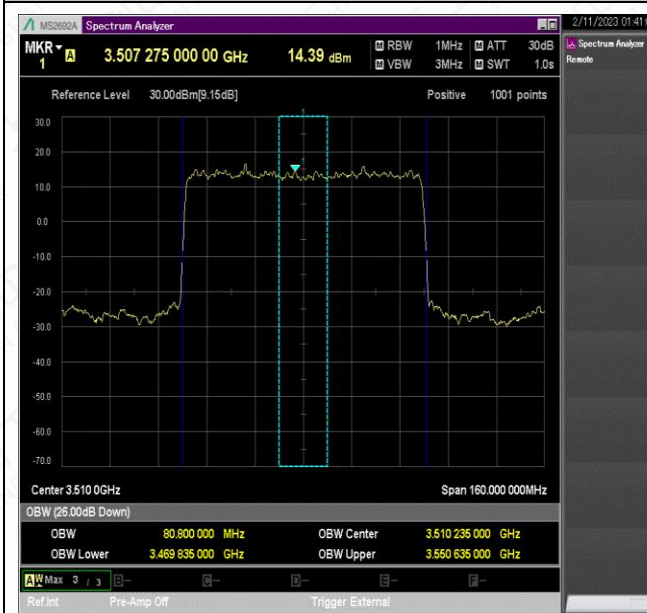 MS2692A Spectrum Analyzer
2/11/2023 01:41:
MKR 1 A 3.507 275 000 00 GHz 14.39 dBm M RBW 1MHz M ATT 30dB
M VBW 3MHz M SWT 1.0s
Spectrum Analyzer
Remote
Reference Level 30.00dBm[9.15dB] Positive 1001 points
30.0
20.0
10.0
0.0
-10.0
-20.0
-30.0
-40.0
-50.0
-60.0
-70.0
Center 3.510 0GHz Span 160.000 000MHz
OBW (26.00dB Down)
OBW 80.800 000 MHz OBW Center 3.510 235 000 GHz
OBW Lower 3.469 835 000 GHz OBW Upper 3.550 635 000 GHz
A W Max 3 / 3 B- C- D- E- F-
Ref.Int Pre-Amp Off Trigger External